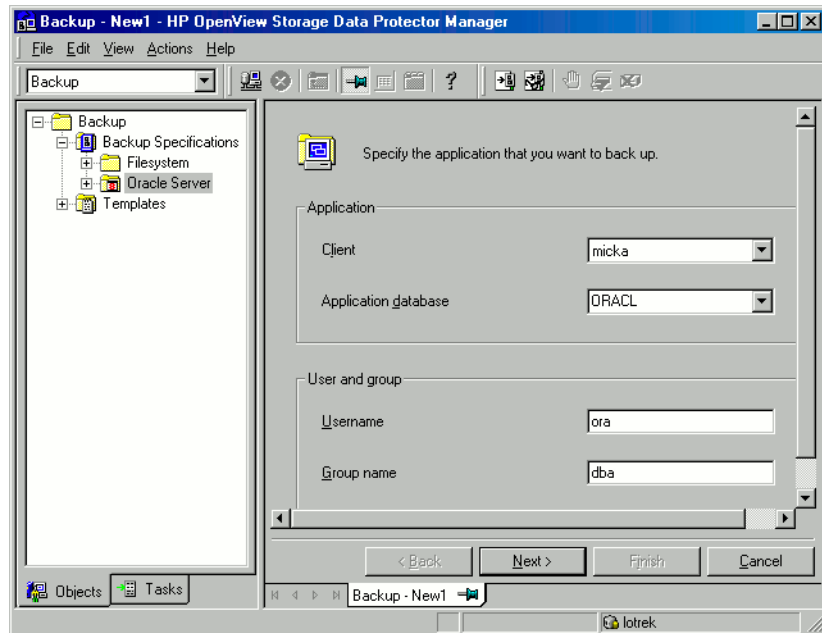 Backup - New1 - HP OpenView Storage Data Protector Manager
File Edit View Actions Help
Backup
Backup
Backup Specifications
Filesystem
Oracle Server
Templates
Specify the application that you want to back up.
Application
Client
micka
Application database
ORACL
User and group
Username
ora
Group name
dba
< Back
Next >
Finish
Cancel
Objects
Tasks
Backup - New1
lotrek